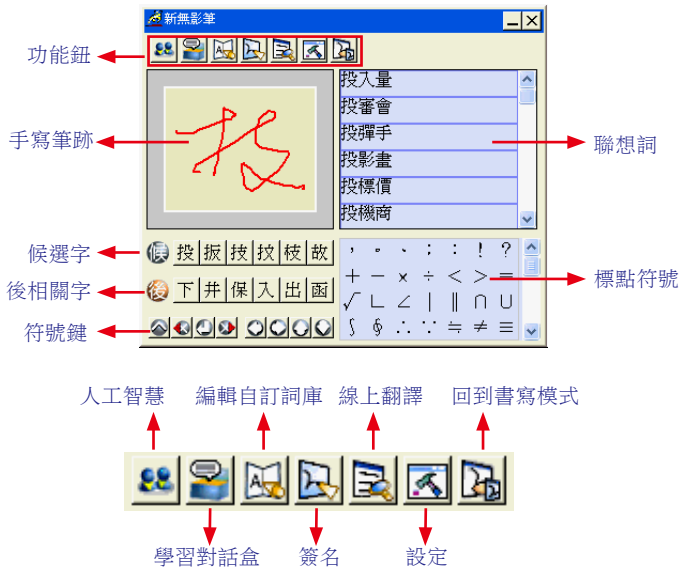 新無影筆
功能鈕
手寫筆跡
投
投入量
投審會
投彈手
投影畫
投標價
投機商
聯想詞
候選字
候 投 扳 技 抆 枝 故
後相關字
後 下 井 保 入 出 函
符號鍵
， 。 、 ； ： ！ ？
＋ － × ÷ ＜ ＞ ＝
√ ∟ ∠ ｜ ∥ ∩ ∪
∫ ∮ ∴ ∵ ≒ ≠ ≡
標點符號
人工智慧 編輯自訂詞庫 線上翻譯 回到書寫模式
學習對話盒 簽名 設定